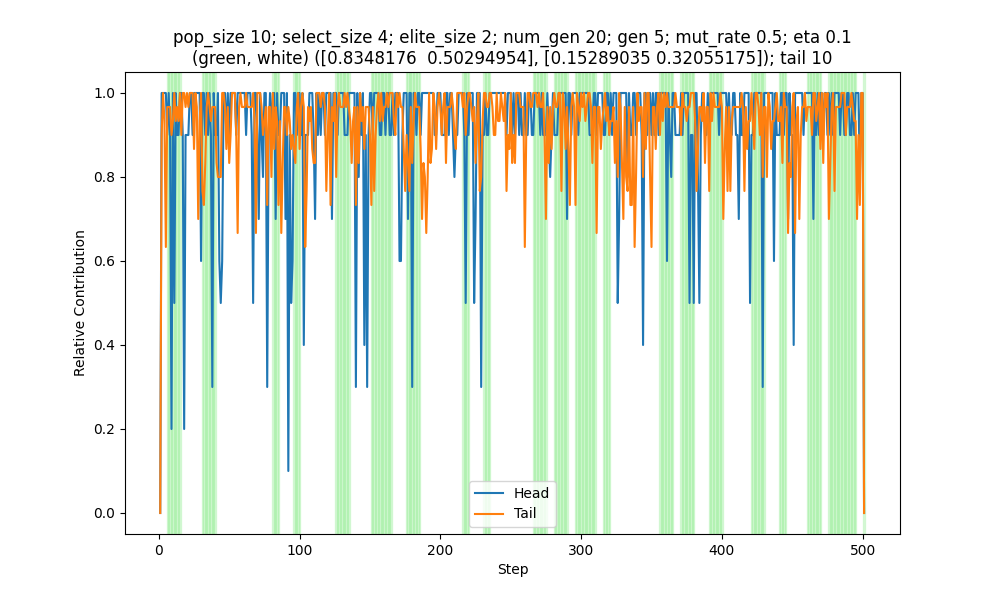 pop_size 10; select_size 4; elite_size 2; num_gen 20; gen 5; mut_rate 0.5; eta 0.1
(green, white) ([0.8348176  0.50294954], [0.15289035 0.32055175]); tail 10
1.0
0.8
0.6
0.4
0.2
0.0
Relative Contribution
Head
Tail
0
100
200
300
400
500
Step